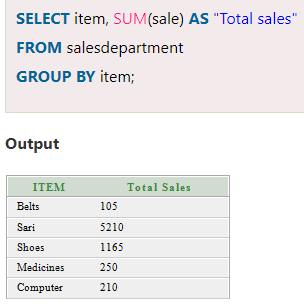 SELECT item, SUM(sale) AS "Total sales"
FROM salesdepartment
GROUP BY item;
Output
ITEM Total Sales
Belts 105
Sari 5210
Shoes 1165
Medicines 250
Computer 210